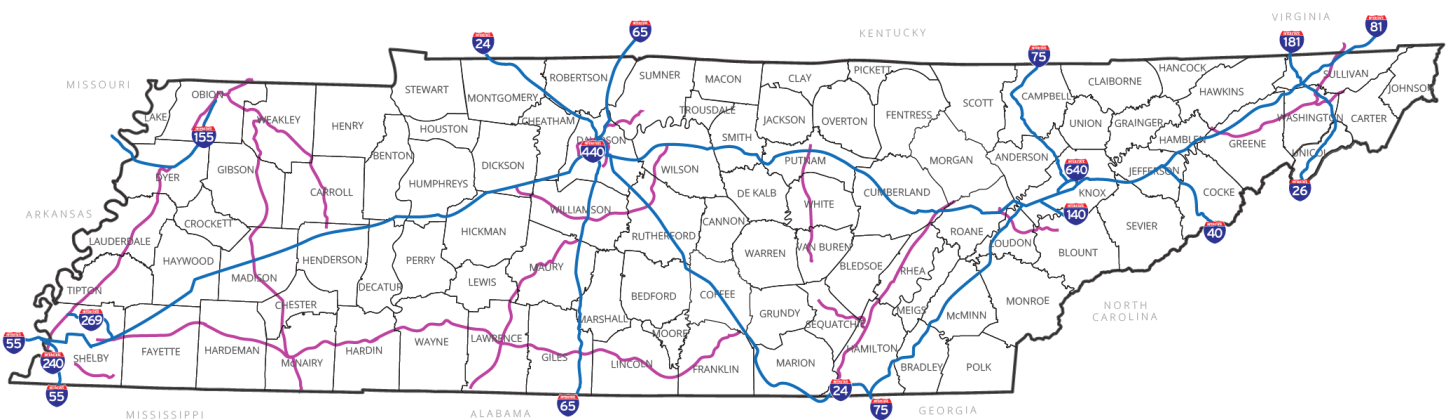 VIRGINIA
65
24
181
81
KENTUCKY
75
MISSOURI
OBION
LAKE
WEAKLEY
HENRY
STEWART
MONTGOMERY
ROBERTSON
SUMNER
MACON
CLAY
PICKETT
SCOTT
CAMPBELL
CLAIBORNE
HANCOCK
HAWKINS
SULLIVAN
JOHNSON
155
HOUSTON
CHEATHAM
TROUSDALE
SMITH
JACKSON
OVERTON
FENTRESS
UNION
GRAINGER
HAMBLEN
GREENE
WASHINGTON
CARTER
UNICOI
DYER
GIBSON
CARROLL
BENTON
HUMPHREYS
DICKSON
DAVIDSON
440
WILSON
DE KALB
PUTNAM
WHITE
CUMBERLAND
MORGAN
ANDERSON
640
KNOX
JEFFERSON
COCKE
26
ARKANSAS
LAUDERDALE
CROCKETT
HAYWOOD
MADISON
HENDERSON
DECATUR
PERRY
HICKMAN
WILLIAMSON
RUTHERFORD
CANNON
WARREN
VAN BUREN
BLEDSOE
RHEA
ROANE
LOUDON
140
BLOUNT
SEVIER
40
TIPTON
CHESTER
LEWIS
MAURY
BEDFORD
COFFEE
GRUNDY
SEQUATCHIE
MEIGS
McMINN
MONROE
NORTH
CAROLINA
269
55
240
SHELBY
FAYETTE
HARDEMAN
McNAIRY
HARDIN
WAYNE
LAWRENCE
GILES
MARSHALL
MOORE
LINCOLN
FRANKLIN
MARION
HAMILTON
BRADLEY
POLK
55
65
24
75
MISSISSIPPI
ALABAMA
GEORGIA